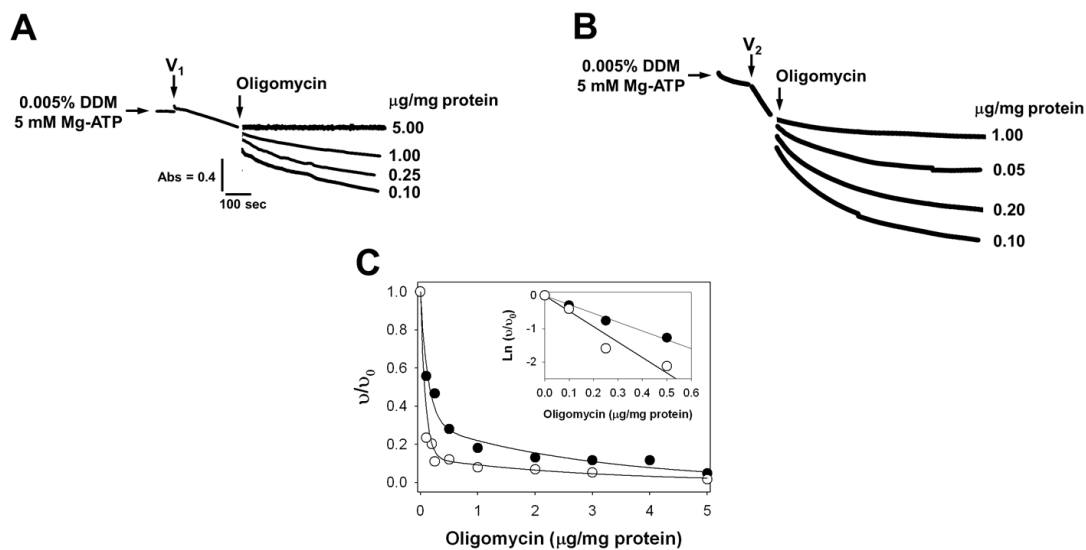 A
V1
Oligomycin
0.005% DDM
5 mM Mg-ATP
μg/mg protein
5.00
1.00
0.25
0.10
Abs = 0.4
100 sec
B
V2
Oligomycin
0.005% DDM
5 mM Mg-ATP
μg/mg protein
1.00
0.05
0.20
0.10
C
υ/υ0
1.0
0.8
0.6
0.4
0.2
0.0
0 1 2 3 4 5
Oligomycin (μg/mg protein)
Ln (υ/υ0)
0
-1
-2
0.0 0.1 0.2 0.3 0.4 0.5 0.6
Oligomycin (μg/mg protein)